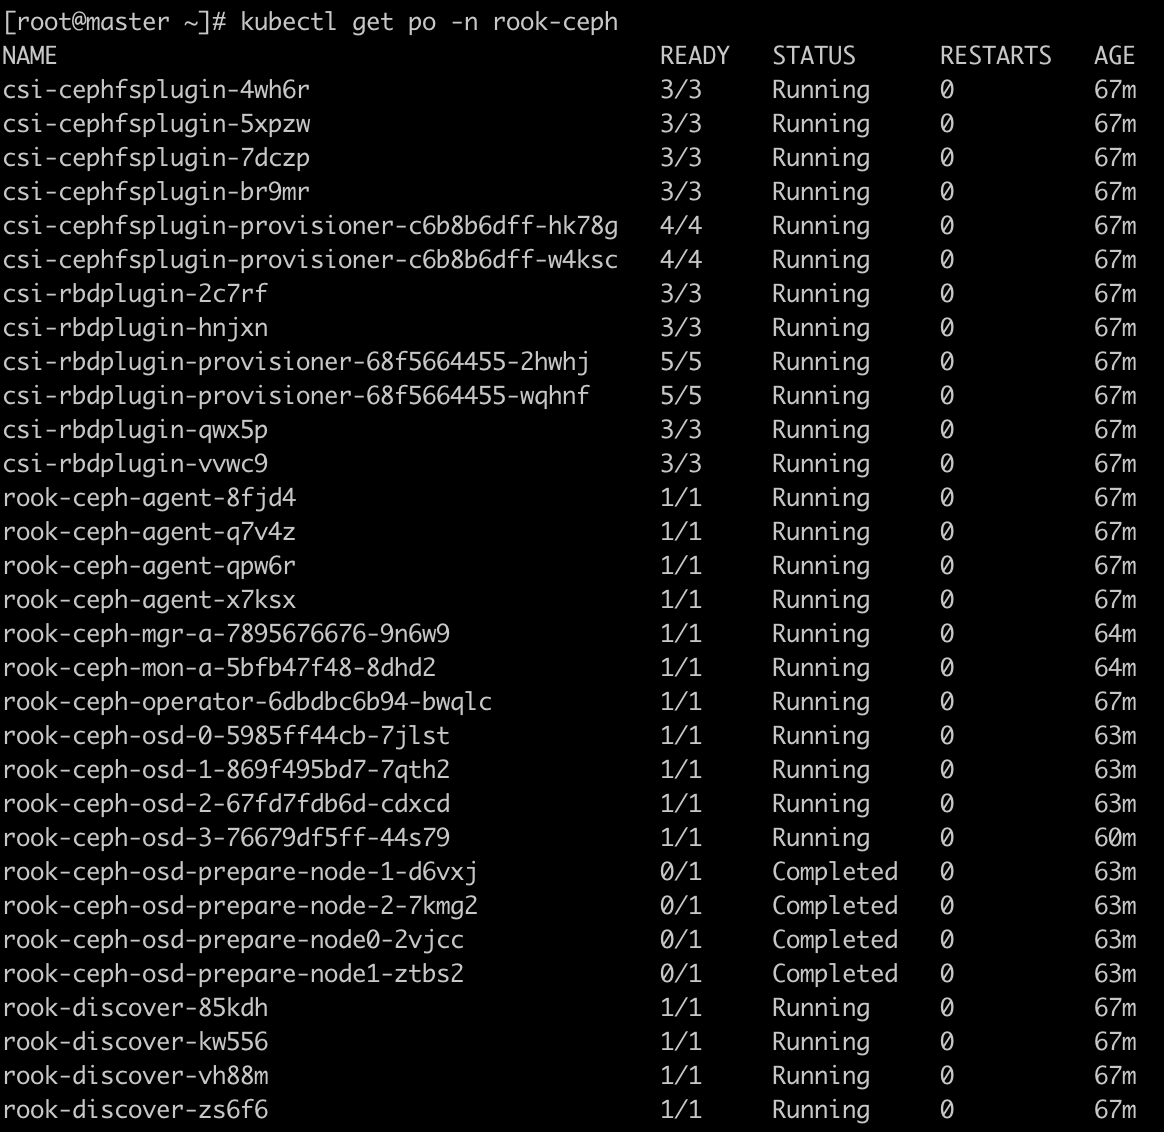 [root@master ~]# kubectl get po -n rook-ceph
NAME READY STATUS RESTARTS AGE
csi-cephfsplugin-4wh6r 3/3 Running 0 67m
csi-cephfsplugin-5xpzw 3/3 Running 0 67m
csi-cephfsplugin-7dczp 3/3 Running 0 67m
csi-cephfsplugin-br9mr 3/3 Running 0 67m
csi-cephfsplugin-provisioner-c6b8b6dff-hk78g 4/4 Running 0 67m
csi-cephfsplugin-provisioner-c6b8b6dff-w4ksc 4/4 Running 0 67m
csi-rbdplugin-2c7rf 3/3 Running 0 67m
csi-rbdplugin-hnjxn 3/3 Running 0 67m
csi-rbdplugin-provisioner-68f5664455-2hwhj 5/5 Running 0 67m
csi-rbdplugin-provisioner-68f5664455-wqhnf 5/5 Running 0 67m
csi-rbdplugin-qwx5p 3/3 Running 0 67m
csi-rbdplugin-vvwc9 3/3 Running 0 67m
rook-ceph-agent-8fjd4 1/1 Running 0 67m
rook-ceph-agent-q7v4z 1/1 Running 0 67m
rook-ceph-agent-qpw6r 1/1 Running 0 67m
rook-ceph-agent-x7ksx 1/1 Running 0 67m
rook-ceph-mgr-a-7895676676-9n6w9 1/1 Running 0 64m
rook-ceph-mon-a-5bfb47f48-8dhd2 1/1 Running 0 64m
rook-ceph-operator-6dbdbc6b94-bwqlc 1/1 Running 0 67m
rook-ceph-osd-0-5985ff44cb-7jlst 1/1 Running 0 63m
rook-ceph-osd-1-869f495bd7-7qth2 1/1 Running 0 63m
rook-ceph-osd-2-67fd7fdb6d-cdxcd 1/1 Running 0 63m
rook-ceph-osd-3-76679df5ff-44s79 1/1 Running 0 60m
rook-ceph-osd-prepare-node-1-d6vxj 0/1 Completed 0 63m
rook-ceph-osd-prepare-node-2-7kmg2 0/1 Completed 0 63m
rook-ceph-osd-prepare-node0-2vjcc 0/1 Completed 0 63m
rook-ceph-osd-prepare-node1-ztbs2 0/1 Completed 0 63m
rook-discover-85kdh 1/1 Running 0 67m
rook-discover-kw556 1/1 Running 0 67m
rook-discover-vh88m 1/1 Running 0 67m
rook-discover-zs6f6 1/1 Running 0 67m